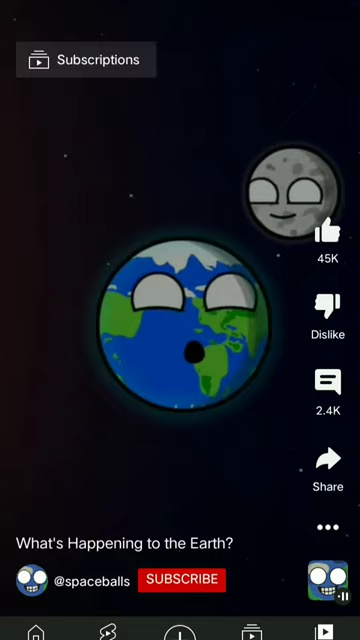 Subscriptions
45K
Dislike
2.4K
Share
What's Happening to the Earth?
@spaceballs
SUBSCRIBE